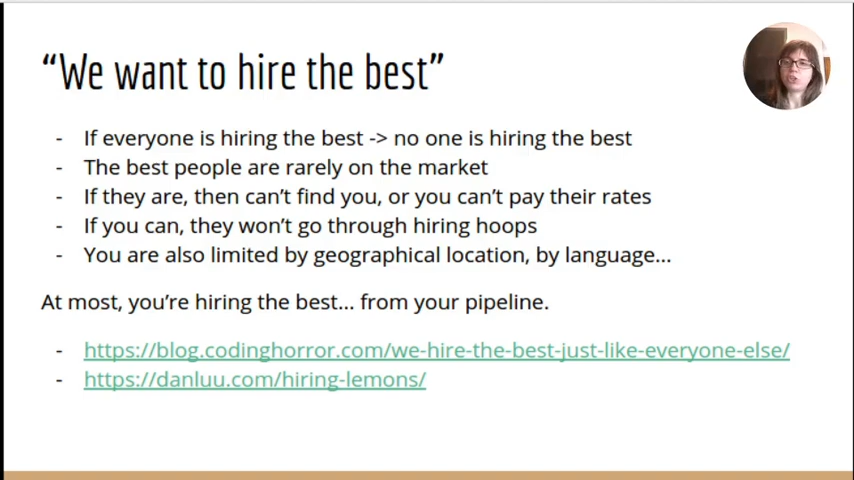 “We want to hire the best”
- If everyone is hiring the best -> no one is hiring the best
- The best people are rarely on the market
- If they are, then can’t find you, or you can’t pay their rates
- If you can, they won’t go through hiring hoops
- You are also limited by geographical location, by language...
At most, you’re hiring the best... from your pipeline.
- https://blog.codinghorror.com/we-hire-the-best-just-like-everyone-else/
- https://danluu.com/hiring-lemons/